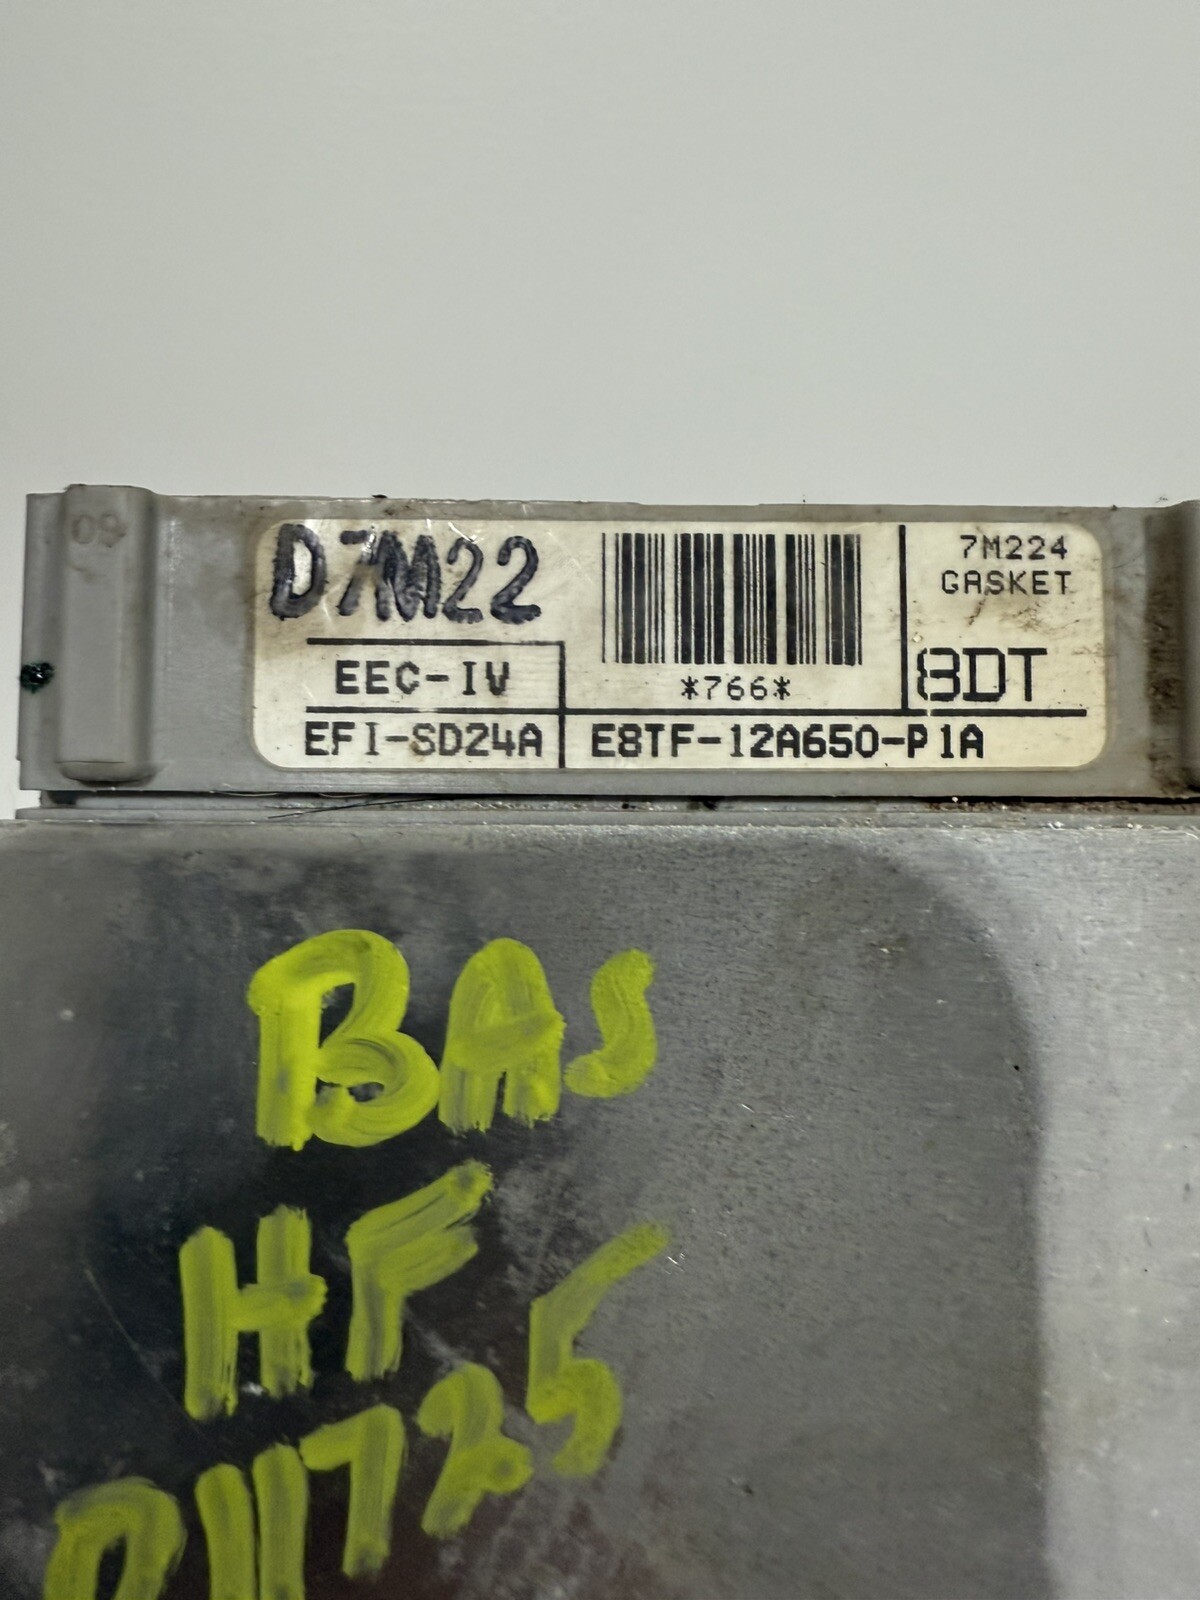 09
D7M22
7M224
GASKET
EEC-IV
*766*
8DT
EFI-SD24A
E8TF-12A650-P1A
BAS
HF